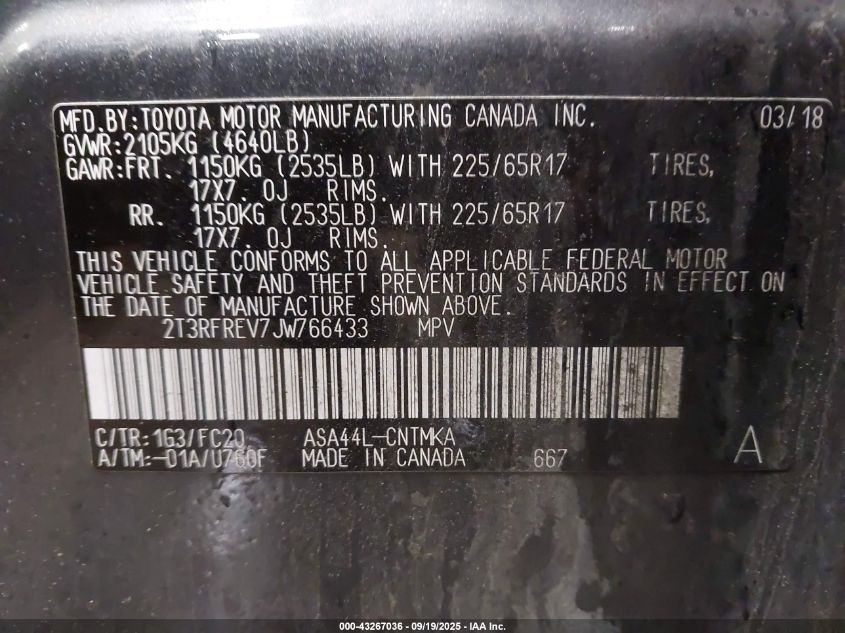 MFD.BY:TOYOTA MOTOR MANUFACTURING CANADA INC. 03/18
GVWR:2105KG (4640LB)
GAWR:FRT. 1150KG (2535LB) WITH 225/65R17 TIRES,
17X7.0J RIMS.
RR. 1150KG (2535LB) WITH 225/65R17 TIRES,
17X7.0J RIMS.
THIS VEHICLE CONFORMS TO ALL APPLICABLE FEDERAL MOTOR
VEHICLE SAFETY AND THEFT PREVENTION STANDARDS IN EFFECT ON
THE DATE OF MANUFACTURE SHOWN ABOVE.
2T3RFREV7JW766433 MPV
C/TR:1G3/FC20 ASA44L-CNTMKA A
A/TM:-01A/U760F MADE IN CANADA 667
000-43267036 - 09/19/2025 - IAA Inc.